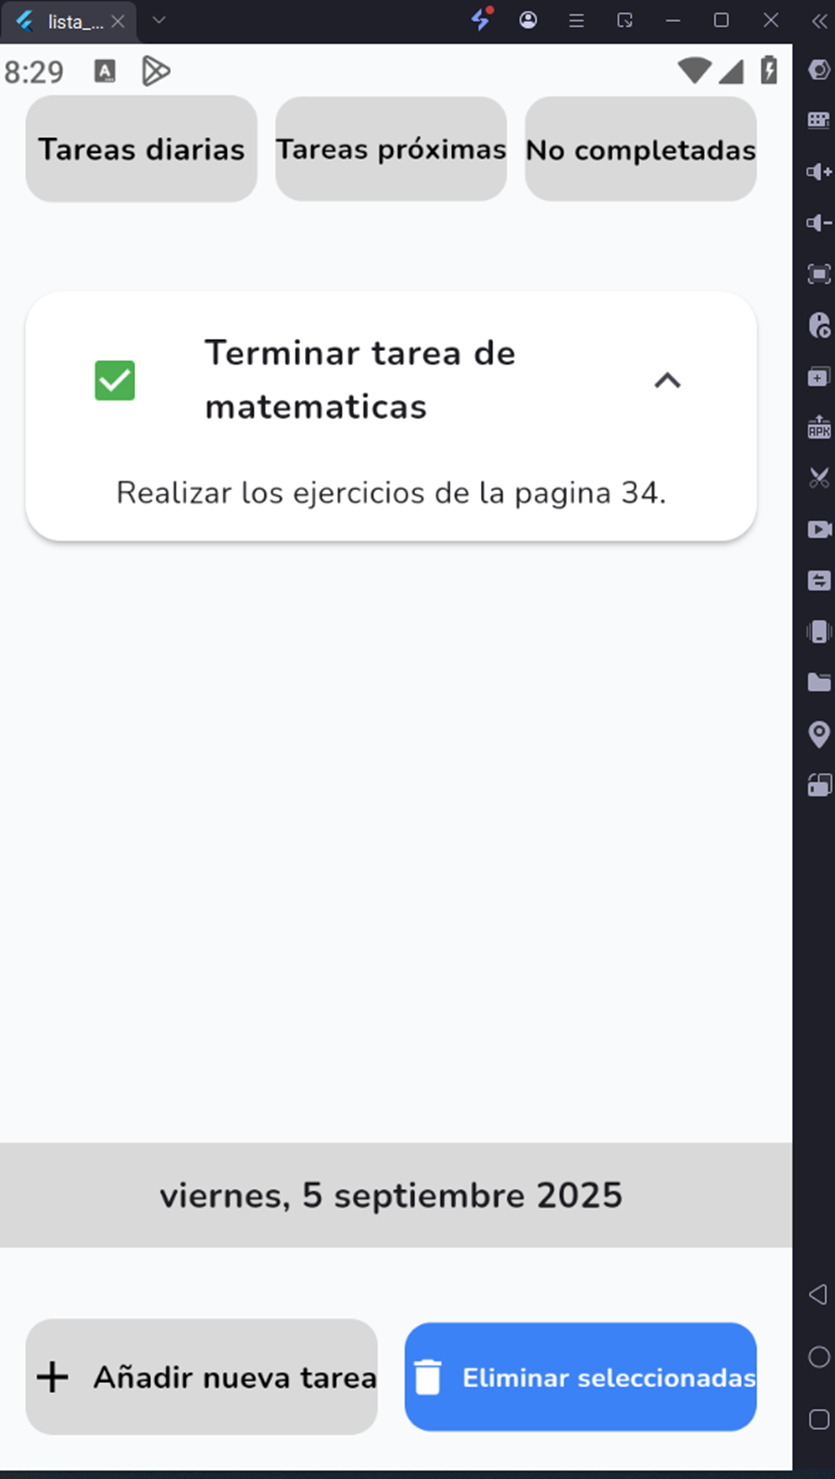 lista_...
8:29
Tareas diarias
Tareas próximas
No completadas
Terminar tarea de
matematicas
Realizar los ejercicios de la pagina 34.
viernes, 5 septiembre 2025
Añadir nueva tarea
Eliminar seleccionadas
A
APK